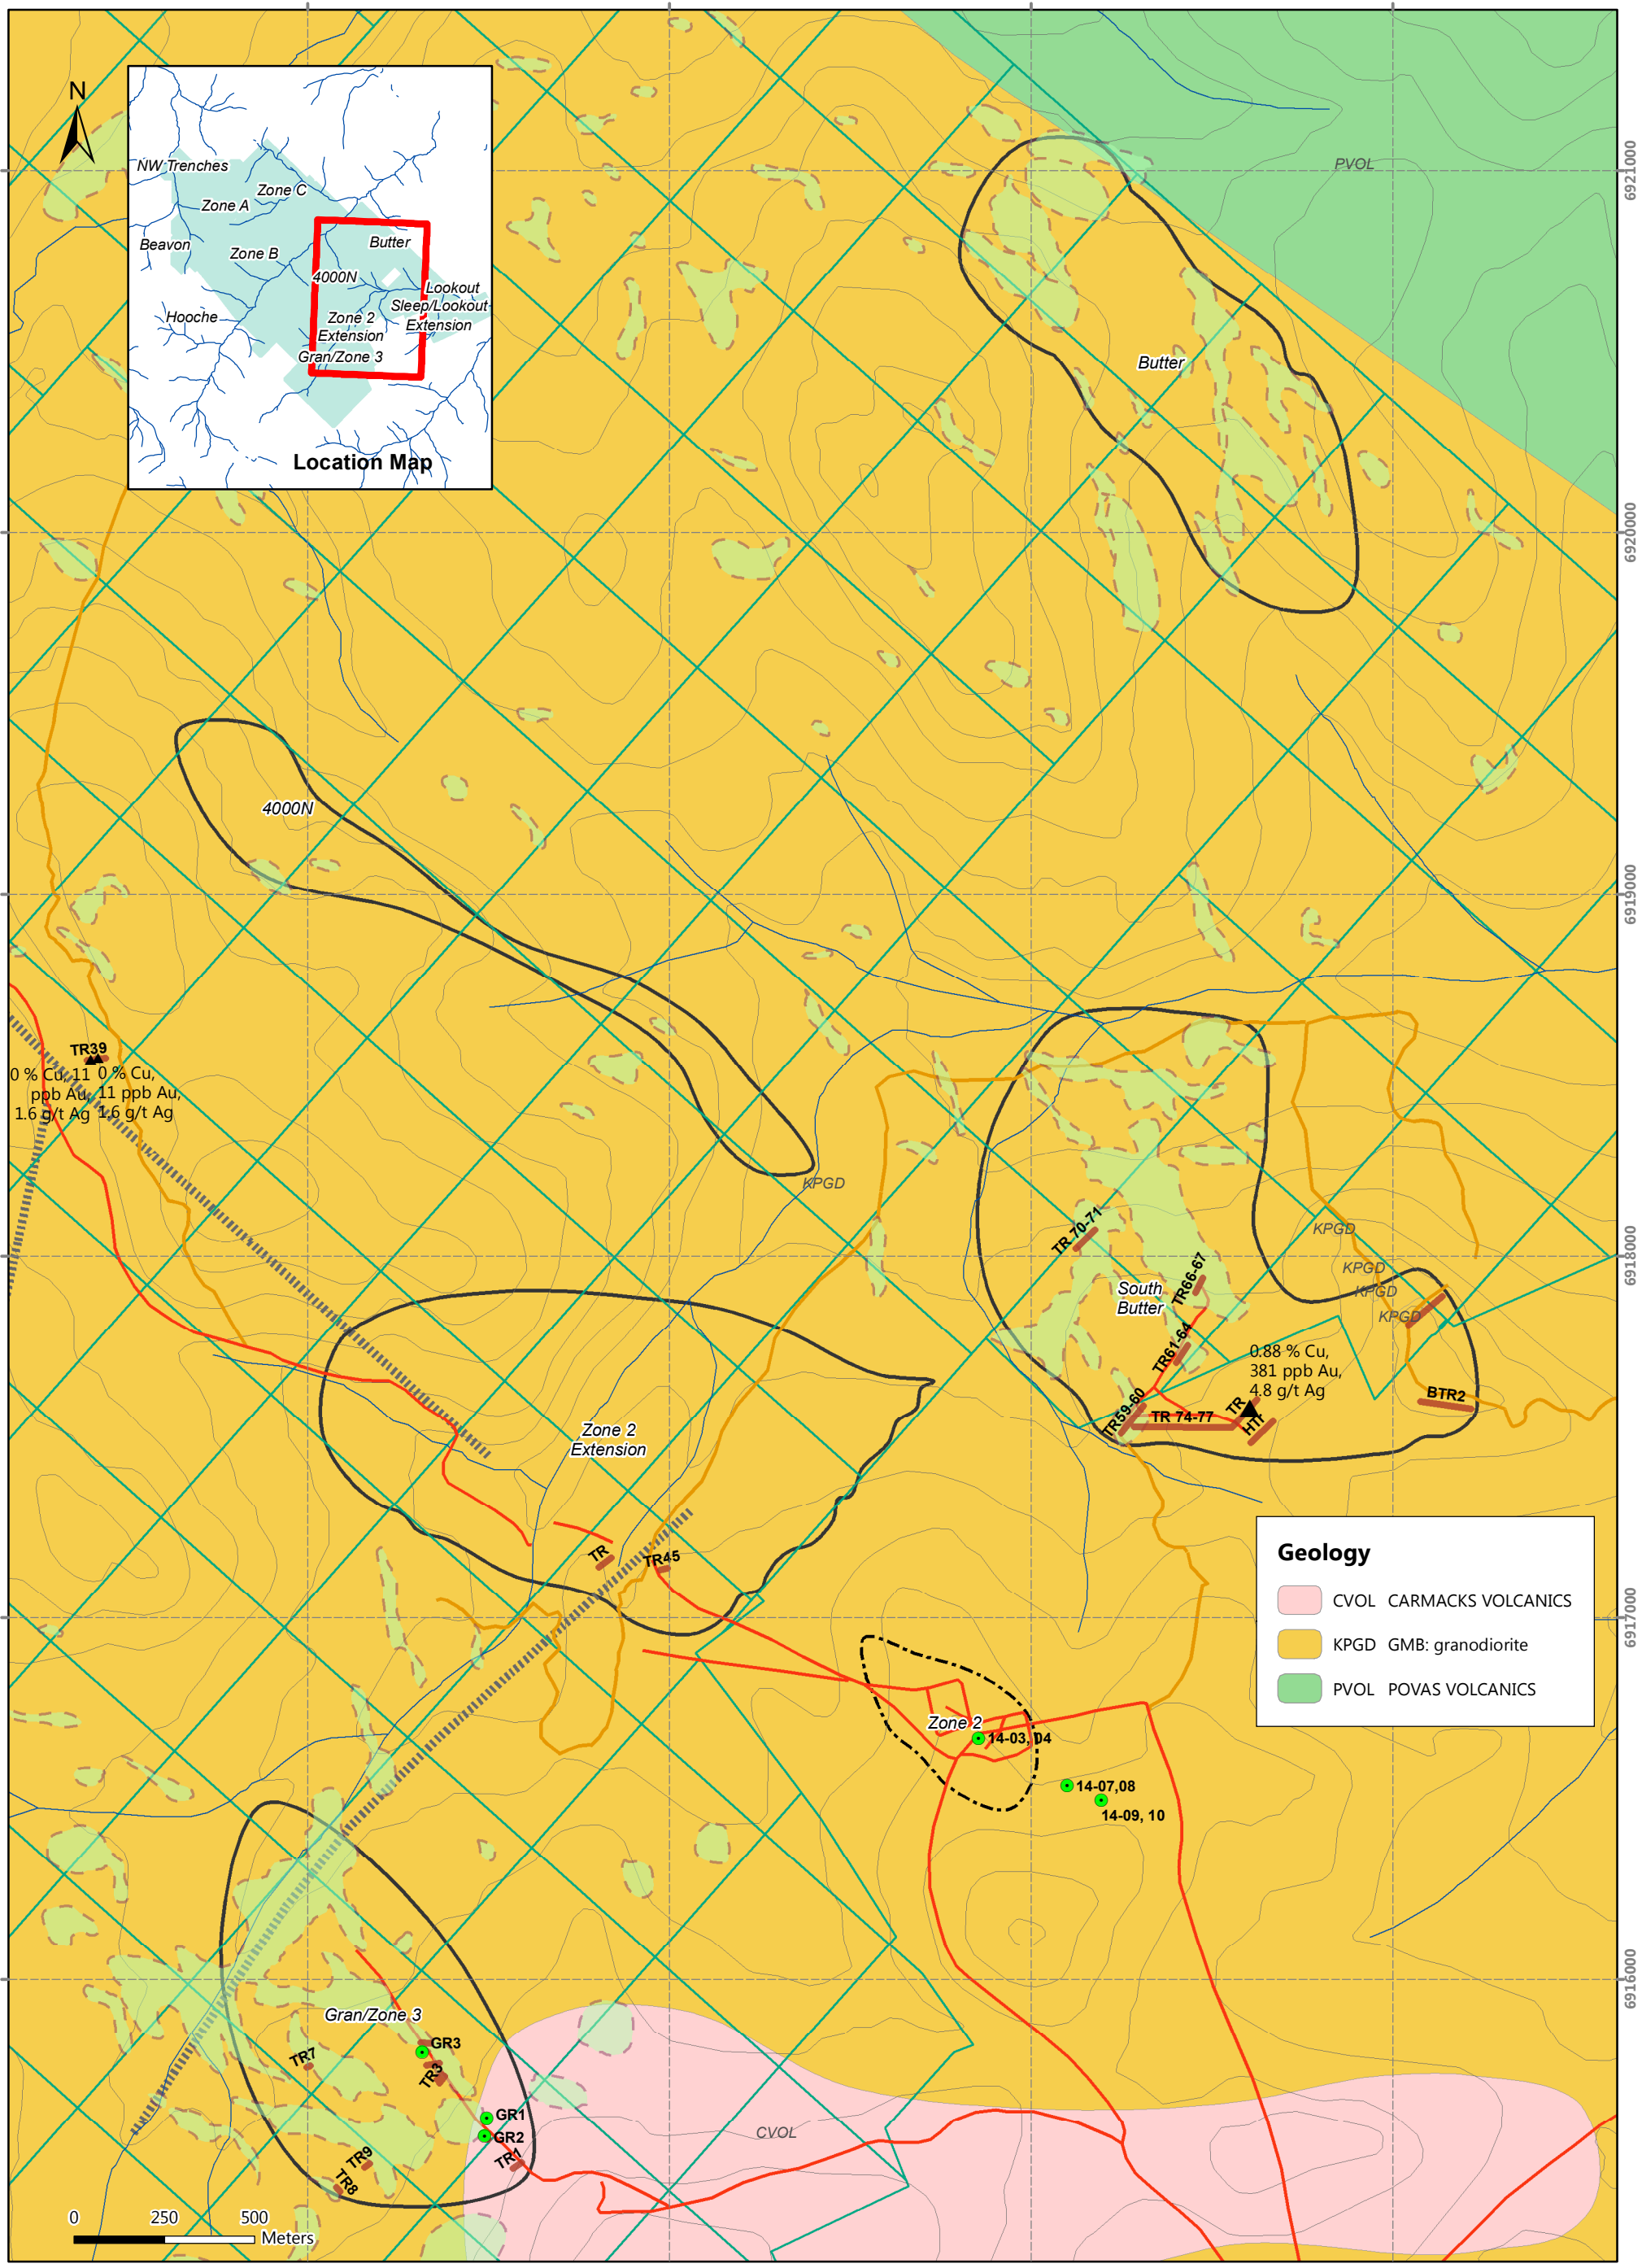 N
NW Trenches
Zone C
Zone A
Beavon
Butter
Zone B
4000N
Lookout
Sleep/Lookout
Extension
Hooche
Zone 2
Extension
Gran/Zone 3
Location Map
PVOL
6921000
Butter
6920000
4000N
6919000
TR39
0 % Cu, 11
ppb Au,
1.6 g/t Ag
0 % Cu,
11 ppb Au,
1.6 g/t Ag
KPGD
TR 70-71
KPGD
6918000
KPGD
TR66-67
South
Butter
KPGD
KPGD
TR61-64
0.88 % Cu,
381 ppb Au,
4.8 g/t Ag
BTR2
TR59-60
TR 74-77
TR
HTr
Zone 2
Extension
TR
TR45
Geology
CVOL CARMACKS VOLCANICS
KPGD GMB: granodiorite
PVOL POVAS VOLCANICS
6917000
Zone 2
14-03, 04
14-07,08
14-09, 10
6916000
Gran/Zone 3
GR3
TR7
TR3
GR1
GR2
CVOL
TR1
TR9
TR8
0 250 500
Meters